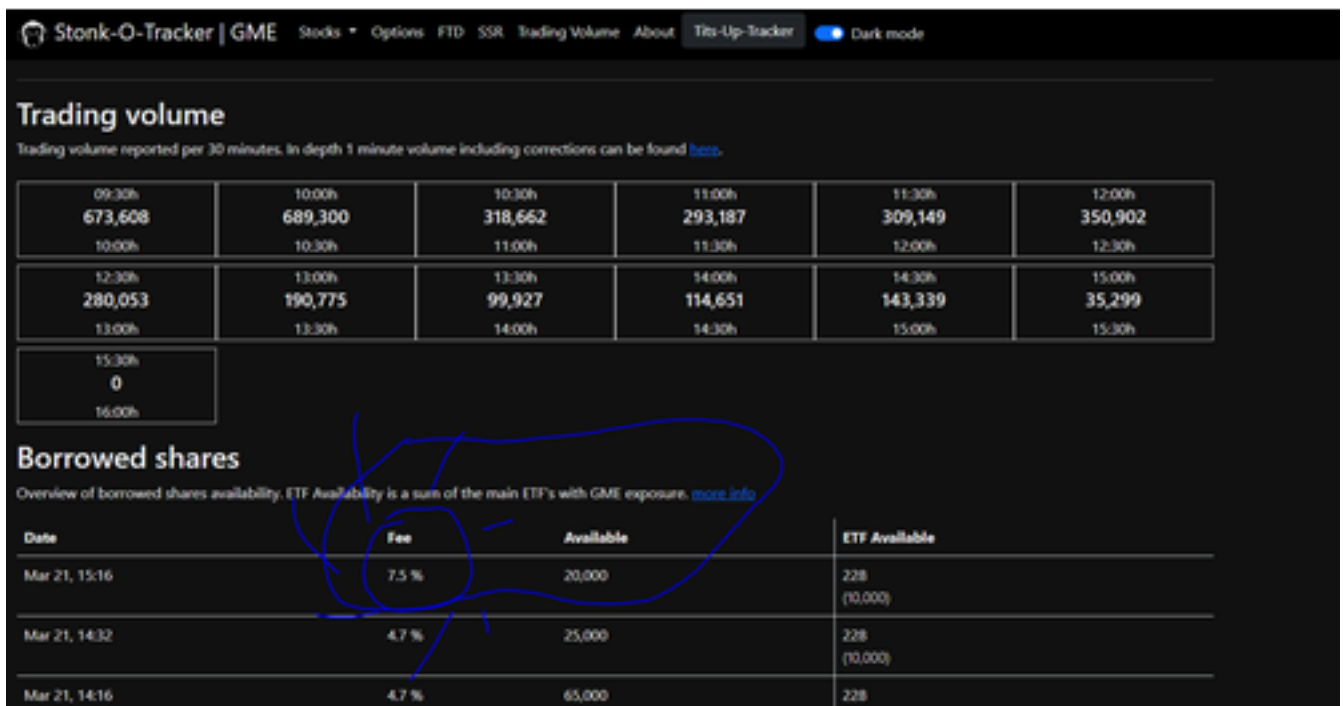 Stonk-O-Tracker | GME Stocks Options FTD SSR Trading Volume About Tits-Up-Tracker Dark mode
Trading volume
Trading volume reported per 30 minutes. In depth 1 minute volume including corrections can be found here.
09:30h 10:00h 10:30h 11:00h 11:30h 12:00h
673,608 689,300 318,662 293,187 309,149 350,902
10:00h 10:30h 11:00h 11:30h 12:00h 12:30h
12:30h 13:00h 13:30h 14:00h 14:30h 15:00h
280,053 190,775 99,927 114,651 143,339 35,299
13:00h 13:30h 14:00h 14:30h 15:00h 15:30h
15:30h
0
16:00h
Borrowed shares
Overview of borrowed shares availability. ETF Availability is a sum of the main ETF's with GME exposure. more info
Date Fee Available ETF Available
Mar 21, 15:16 7.5 % 20,000 228
(10,000)
Mar 21, 14:32 4.7 % 25,000 228
(10,000)
Mar 21, 14:16 4.7 % 65,000 228